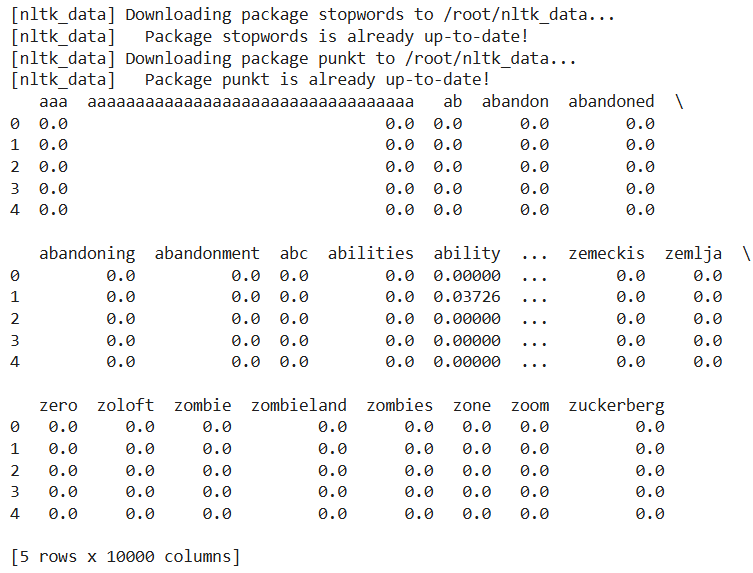 [nltk_data] Downloading package stopwords to /root/nltk_data...
[nltk_data]   Package stopwords is already up-to-date!
[nltk_data] Downloading package punkt to /root/nltk_data...
[nltk_data]   Package punkt is already up-to-date!
   aaa  aaaaaaaaaaaaaaaaaaaaaaaaaaaaaaaaaa   ab  abandon  abandoned  \
0  0.0                                 0.0  0.0      0.0        0.0
1  0.0                                 0.0  0.0      0.0        0.0
2  0.0                                 0.0  0.0      0.0        0.0
3  0.0                                 0.0  0.0      0.0        0.0
4  0.0                                 0.0  0.0      0.0        0.0

   abandoning  abandonment  abc  abilities  ability  ...  zemeckis  zemlja  \
0         0.0          0.0  0.0        0.0  0.00000  ...       0.0     0.0
1         0.0          0.0  0.0        0.0  0.03726  ...       0.0     0.0
2         0.0          0.0  0.0        0.0  0.00000  ...       0.0     0.0
3         0.0          0.0  0.0        0.0  0.00000  ...       0.0     0.0
4         0.0          0.0  0.0        0.0  0.00000  ...       0.0     0.0

   zero  zoloft  zombie  zombieland  zombies  zone  zoom  zuckerberg
0   0.0     0.0     0.0         0.0      0.0   0.0   0.0         0.0
1   0.0     0.0     0.0         0.0      0.0   0.0   0.0         0.0
2   0.0     0.0     0.0         0.0      0.0   0.0   0.0         0.0
3   0.0     0.0     0.0         0.0      0.0   0.0   0.0         0.0
4   0.0     0.0     0.0         0.0      0.0   0.0   0.0         0.0

[5 rows x 10000 columns]